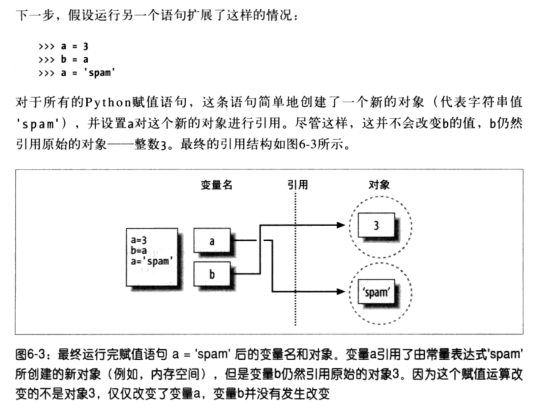 下一步，假设运行另一个语句扩展了这样的情况：
>>> a = 3
>>> b = a
>>> a = 'spam'
对于所有的Python赋值语句，这条语句简单地创建了一个新的对象（代表字符串值
'spam'），并设置a对这个新的对象进行引用。尽管这样，这并不会改变b的值，b仍然
引用原始的对象——整数3。最终的引用结构如图6-3所示。
变量名 引用 对象
a=3
b=a
a='spam'
a
b
3
'spam'
图6-3：最终运行完赋值语句 a = 'spam' 后的变量名和对象。变量a引用了由常量表达式'spam'
所创建的新对象（例如，内存空间），但是变量b仍然引用原始的对象3。因为这个赋值运算改
变的不是对象3，仅仅改变了变量a，变量b并没有发生改变